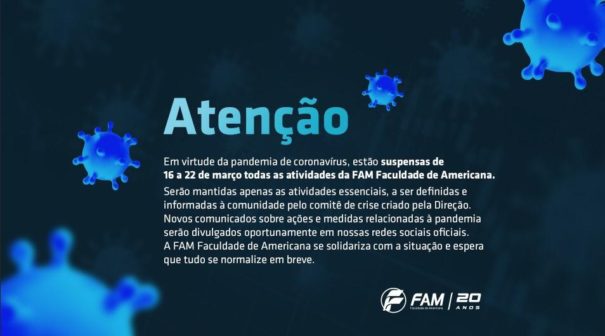 Atenção
Em virtude da pandemia de coronavírus, estão suspensas de
16 a 22 de março todas as atividades da FAM Faculdade de Americana.
Serão mantidas apenas as atividades essenciais, a ser definidas e
informadas à comunidade pelo comitê de crise criado pela Direção.
Novos comunicados sobre ações e medidas relacionadas à pandemia
serão divulgados oportunamente em nossas redes sociais oficiais.
A FAM Faculdade de Americana se solidariza com a situação e espera
que tudo se normalize em breve.
FAM 20
Faculdade de Americana ANOS